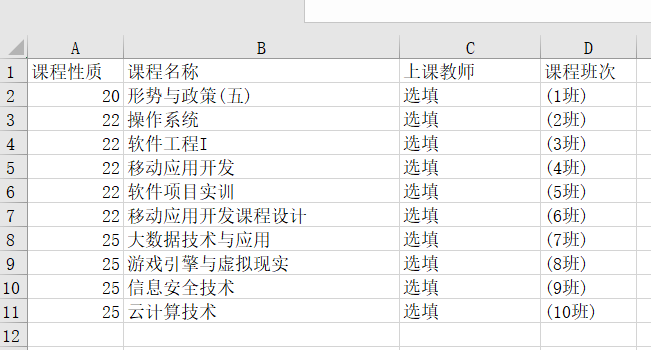 A B C D
1 课程性质 课程名称 上课教师 课程班次
2 20 形势与政策(五) 选填 (1班)
3 22 操作系统 选填 (2班)
4 22 软件工程I 选填 (3班)
5 22 移动应用开发 选填 (4班)
6 22 软件项目实训 选填 (5班)
7 22 移动应用开发课程设计 选填 (6班)
8 25 大数据技术与应用 选填 (7班)
9 25 游戏引擎与虚拟现实 选填 (8班)
10 25 信息安全技术 选填 (9班)
11 25 云计算技术 选填 (10班)
12